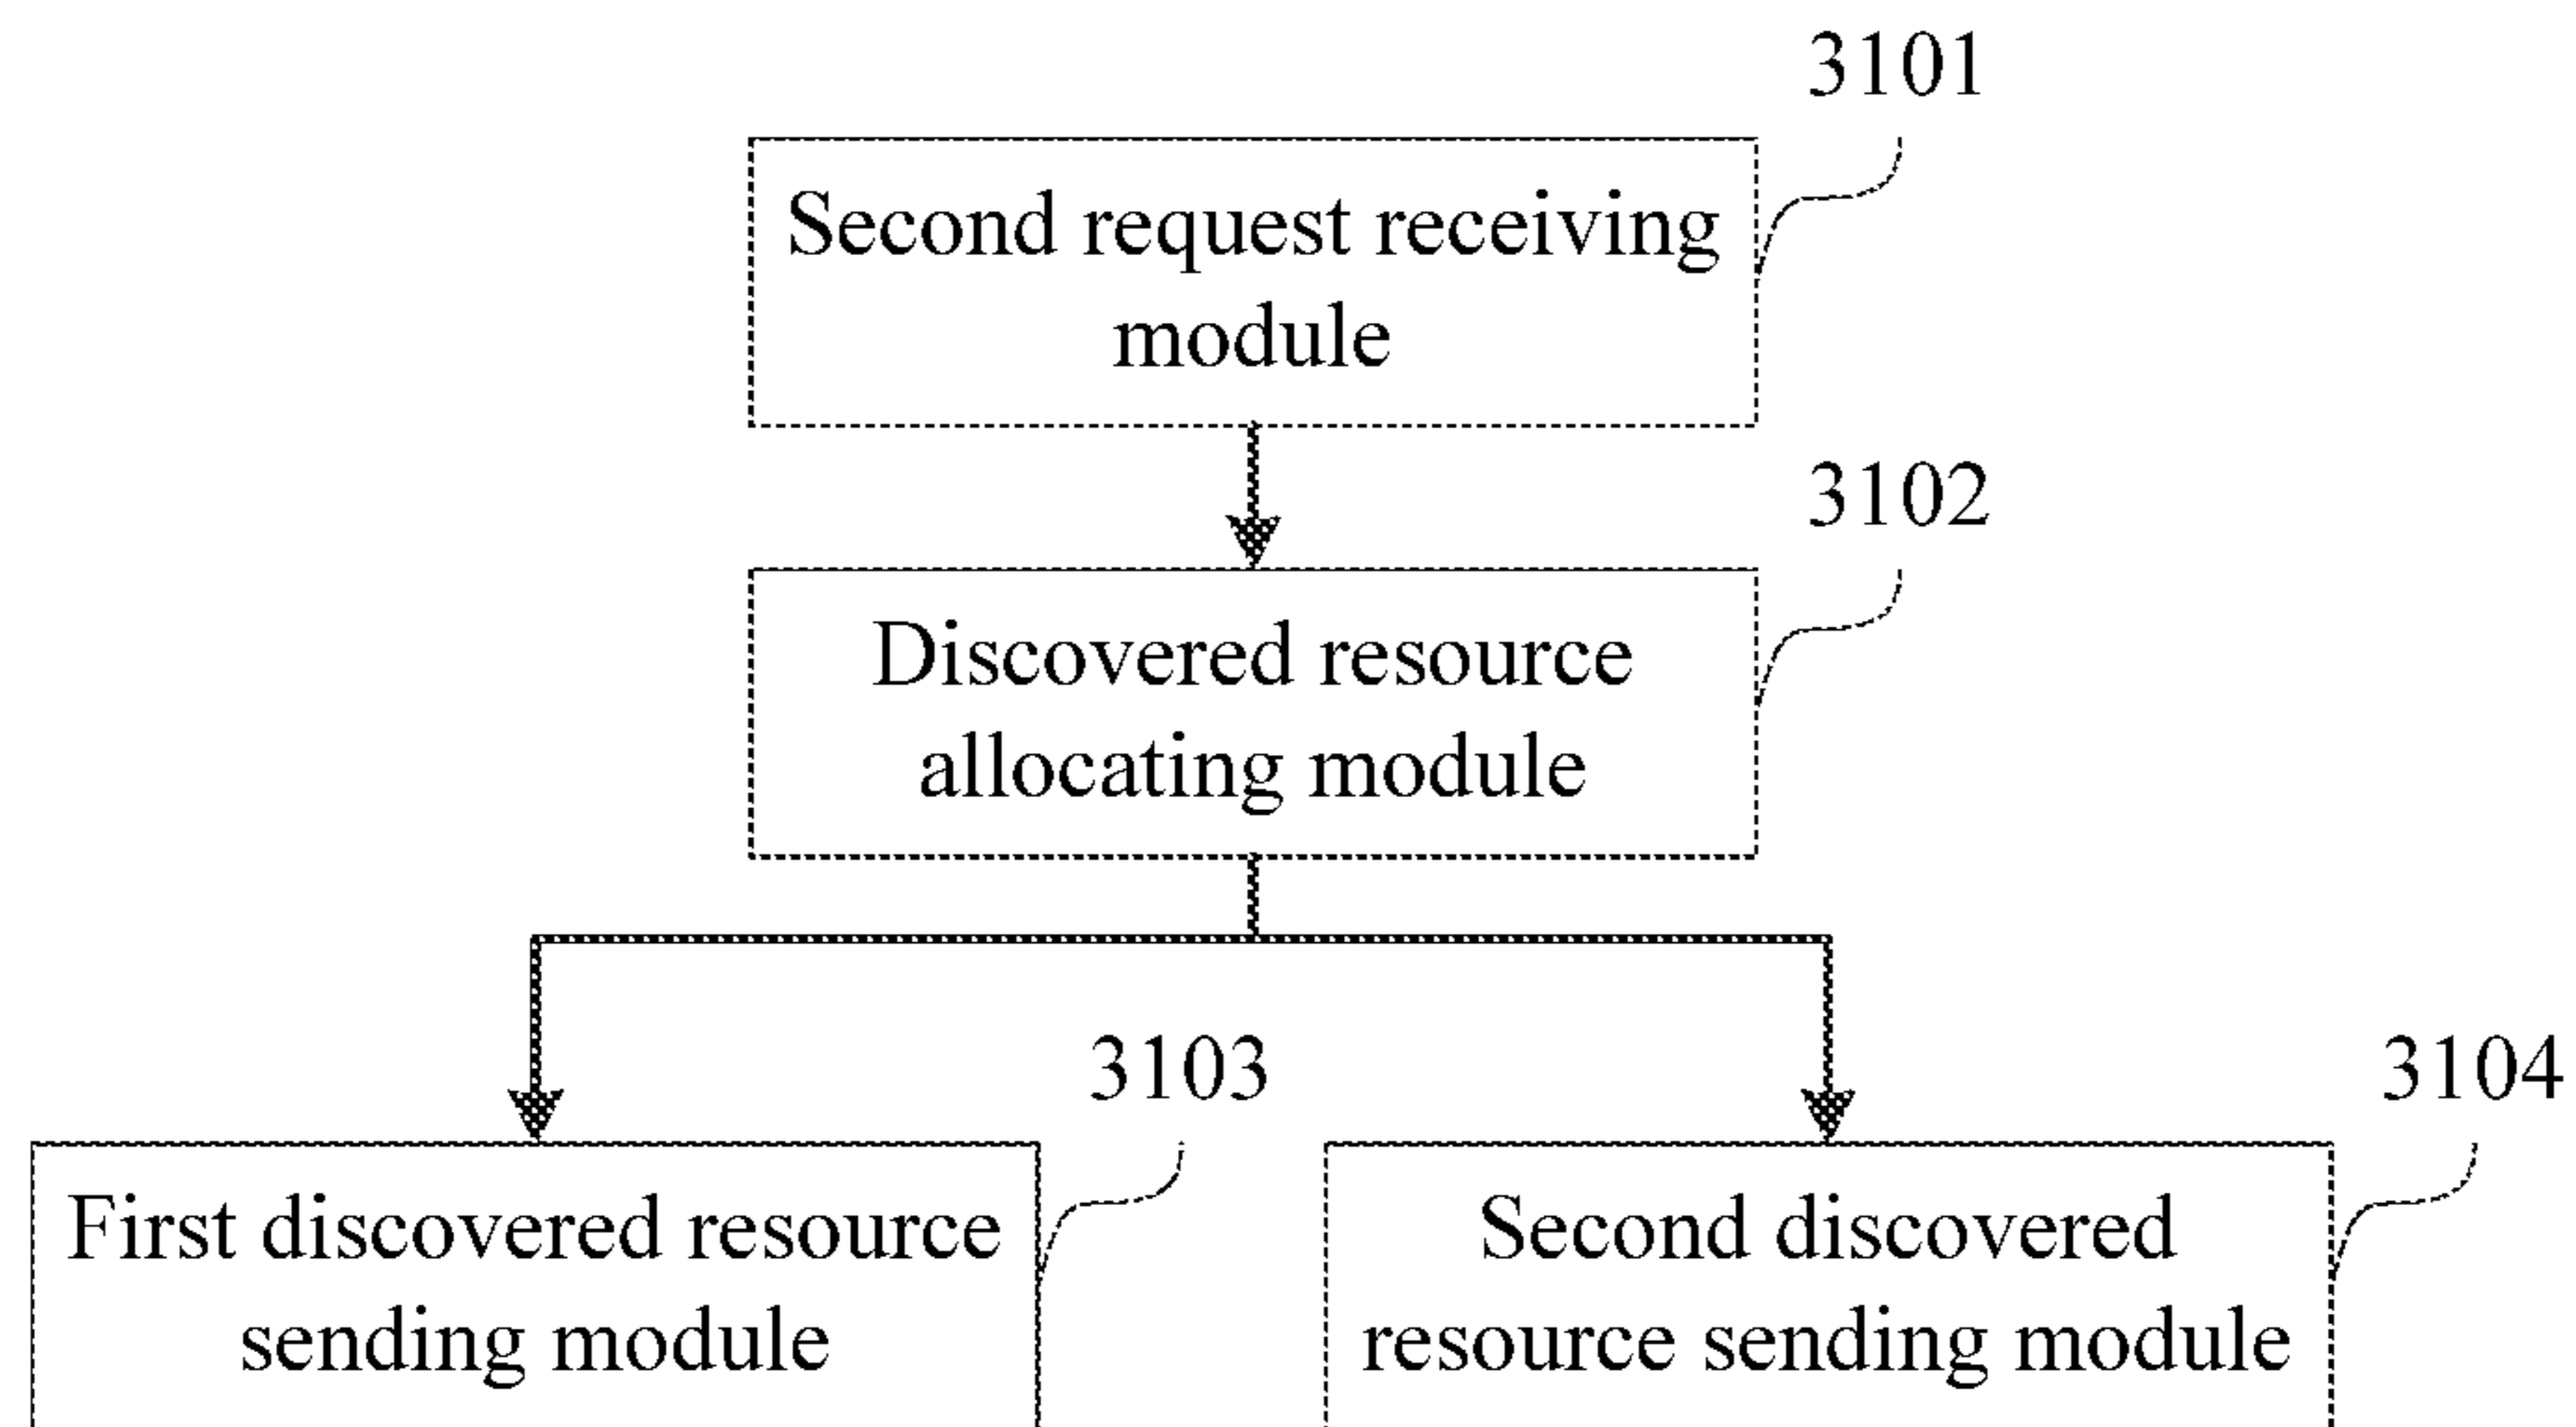 3101
Second request receiving
module
3102
Discovered resource
allocating module
3103
First discovered resource
sending module
3104
Second discovered
resource sending module